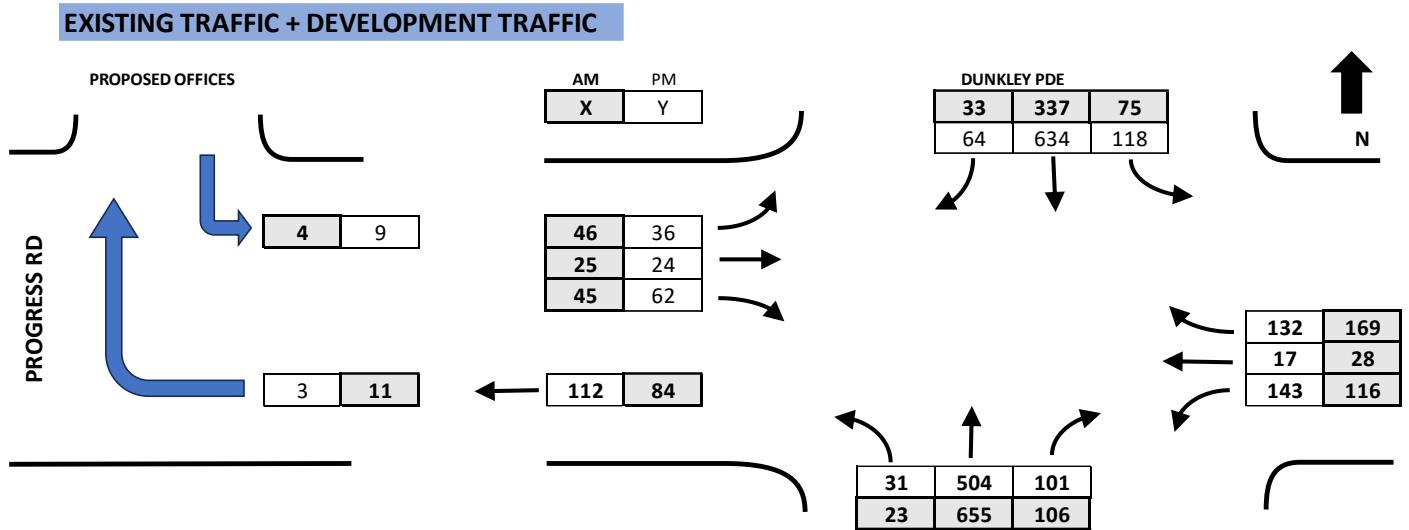 EXISTING TRAFFIC + DEVELOPMENT TRAFFIC
PROPOSED OFFICES
AM PM
X Y
DUNKLEY PDE
33 337 75
64 634 118
N
PROGRESS RD
4 9
46 36
25 24
45 62
132 169
17 28
143 116
3 11
112 84
31 504 101
23 655 106